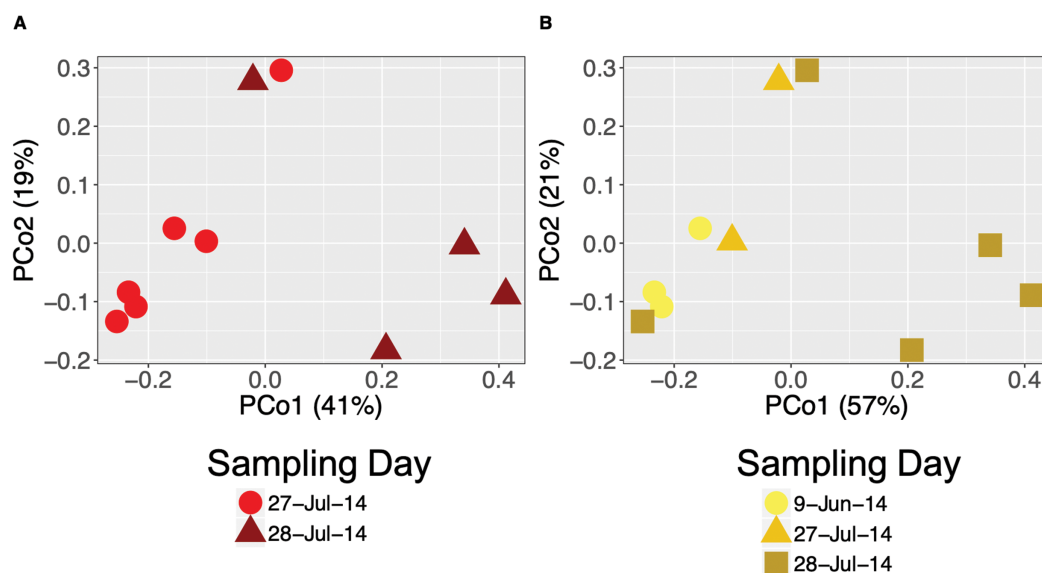 A
B
0.3
0.2
0.1
0.0
−0.1
−0.2
PCo2 (19%)
−0.2
0.0
0.2
0.4
PCo1 (41%)
0.3
0.2
0.1
0.0
−0.1
−0.2
PCo2 (21%)
−0.2
0.0
0.2
0.4
PCo1 (57%)
Sampling Day
27−Jul−14
28−Jul−14
Sampling Day
9−Jun−14
27−Jul−14
28−Jul−14